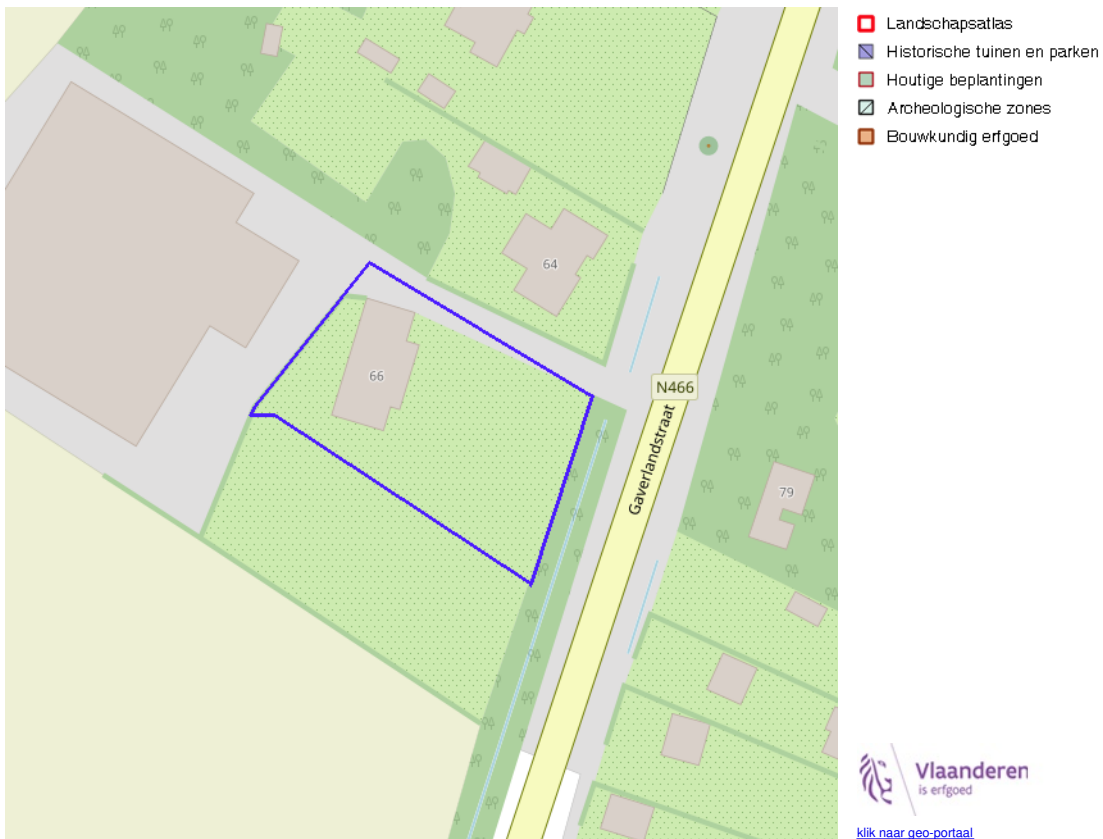 Landschapsatlas
Historische tuinen en parken
Houtige beplantingen
Archeologische zones
Bouwkundig erfgoed
64
66
N466
Gaverlandstraat
79
Vlaanderen
is erfgoed
klik naar geo-portaal